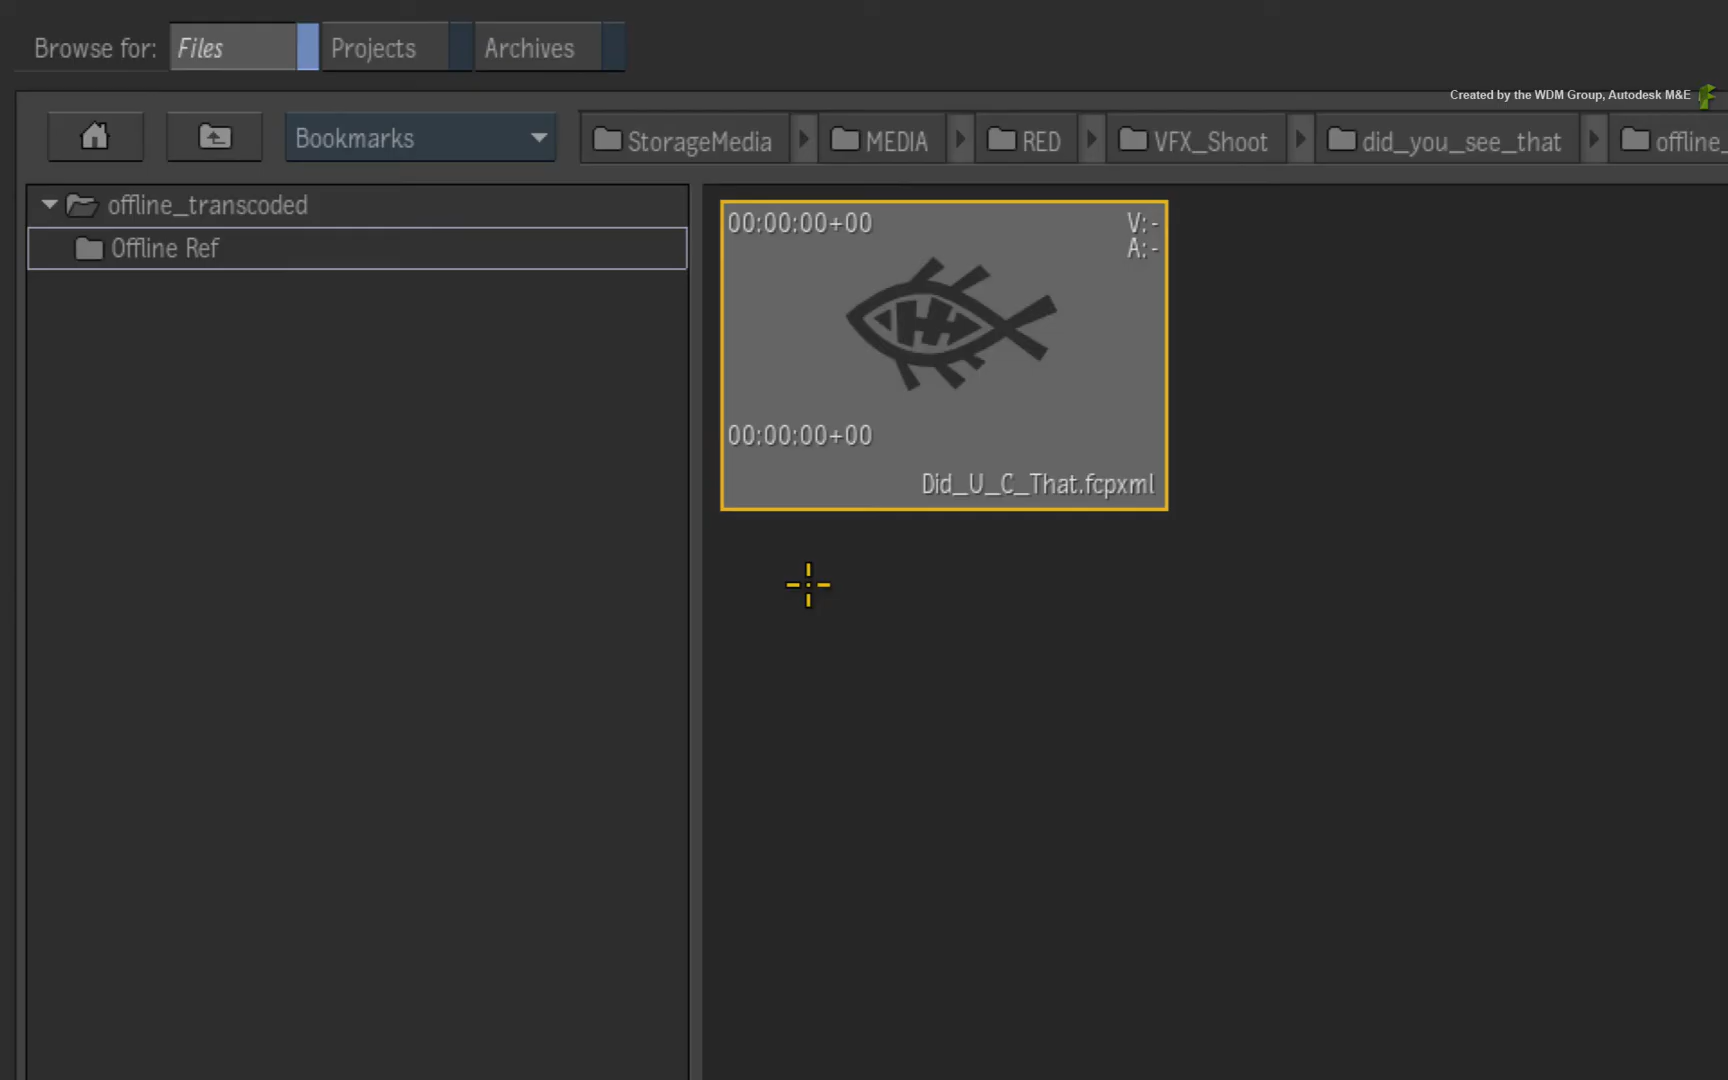 Browse for: Files Projects Archives
Created by the WDM Group, Autodesk M&E
Bookmarks StorageMedia MEDIA RED VFX_Shoot did_you_see_that offline_
offline_transcoded
Offline Ref
00:00:00+00 V:-
A:-
00:00:00+00
Did_U_C_That.fcpxml